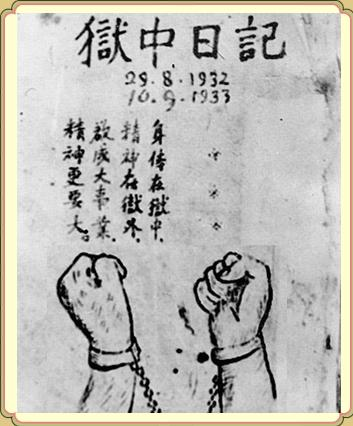 獄中日記
29.8.1932
10.9.1933
身体在獄中，
精神在獄外，
欲成大事業，
精神更要大。